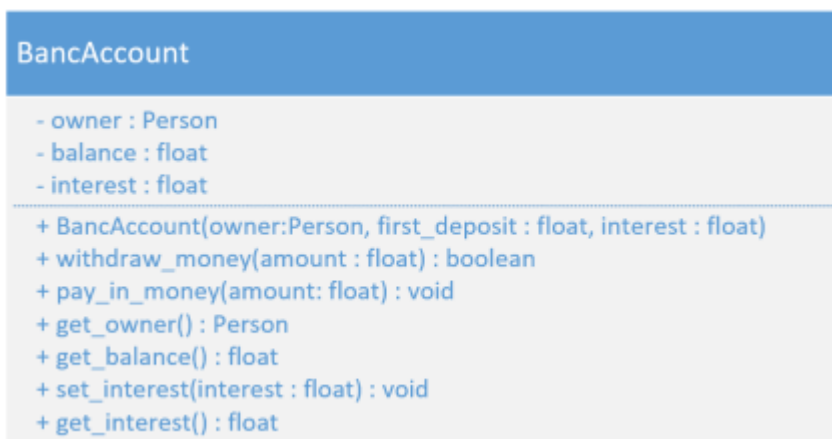 BancAccount
- owner : Person
- balance : float
- interest : float
+ BancAccount(owner:Person, first_deposit : float, interest : float)
+ withdraw_money(amount : float) : boolean
+ pay_in_money(amount: float) : void
+ get_owner() : Person
+ get_balance() : float
+ set_interest(interest : float) : void
+ get_interest() : float